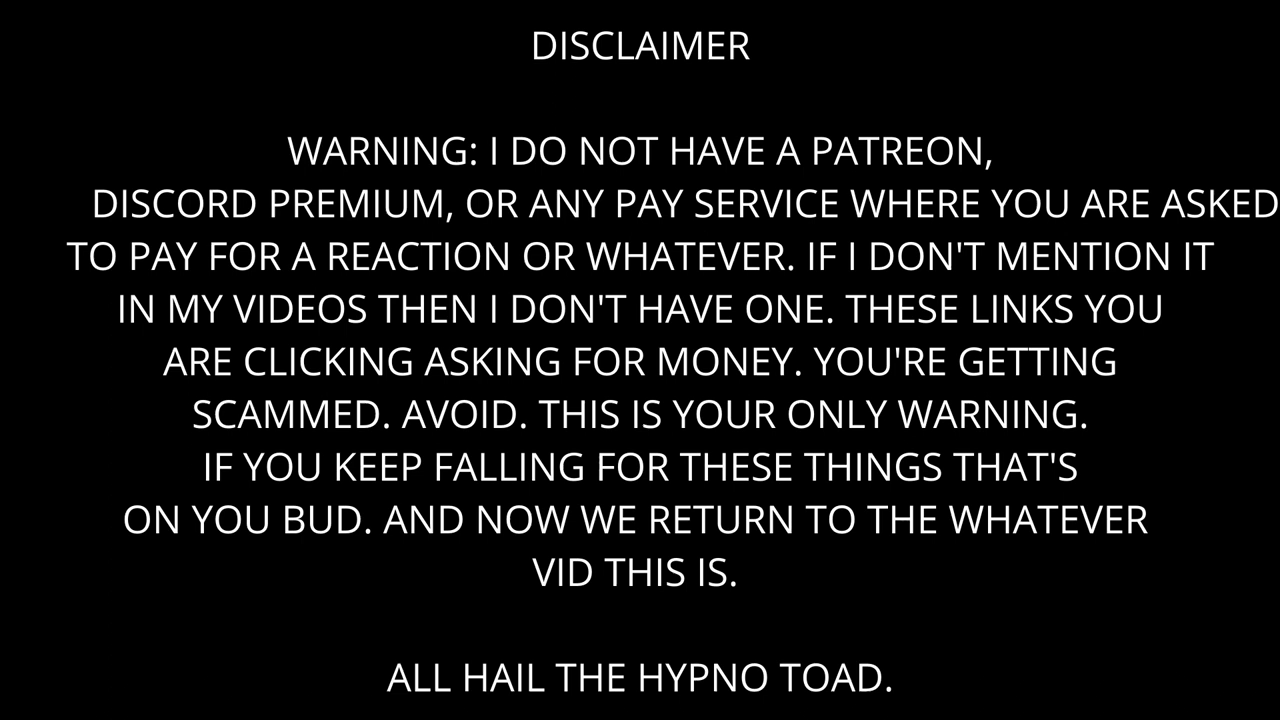 DISCLAIMER
WARNING: I DO NOT HAVE A PATREON,
DISCORD PREMIUM, OR ANY PAY SERVICE WHERE YOU ARE ASKED
TO PAY FOR A REACTION OR WHATEVER. IF I DON'T MENTION IT
IN MY VIDEOS THEN I DON'T HAVE ONE. THESE LINKS YOU
ARE CLICKING ASKING FOR MONEY. YOU'RE GETTING
SCAMMED. AVOID. THIS IS YOUR ONLY WARNING.
IF YOU KEEP FALLING FOR THESE THINGS THAT'S
ON YOU BUD. AND NOW WE RETURN TO THE WHATEVER
VID THIS IS.
ALL HAIL THE HYPNO TOAD.